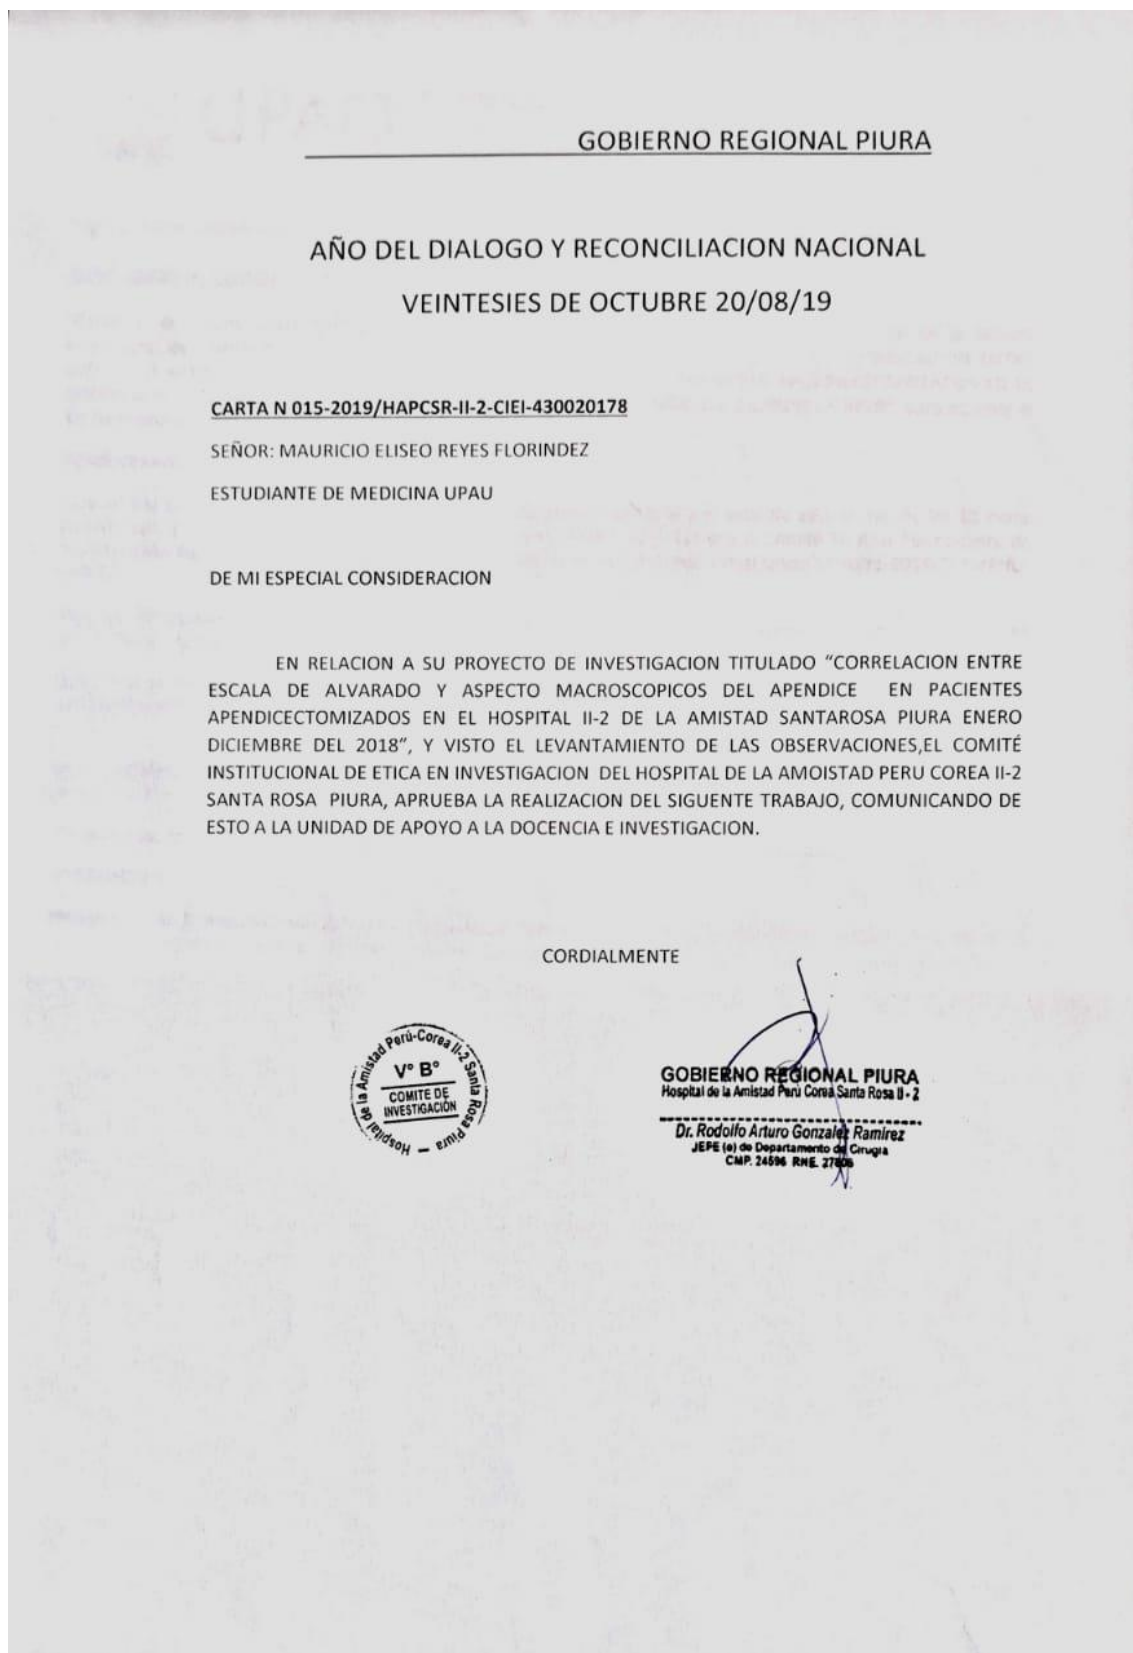 GOBIERNO REGIONAL PIURA
AÑO DEL DIALOGO Y RECONCILIACION NACIONAL
VEINTESIES DE OCTUBRE 20/08/19
CARTA N 015-2019/HAPCSR-II-2-CIEI-430020178
SEÑOR: MAURICIO ELISEO REYES FLORINDEZ
ESTUDIANTE DE MEDICINA UPAU
DE MI ESPECIAL CONSIDERACION
EN RELACION A SU PROYECTO DE INVESTIGACION TITULADO “CORRELACION ENTRE
ESCALA DE ALVARADO Y ASPECTO MACROSCOPICOS DEL APENDICE EN PACIENTES
APENDICECTOMIZADOS EN EL HOSPITAL II-2 DE LA AMISTAD SANTAROSA PIURA ENERO
DICIEMBRE DEL 2018”, Y VISTO EL LEVANTAMIENTO DE LAS OBSERVACIONES,EL COMITÉ
INSTITUCIONAL DE ETICA EN INVESTIGACION DEL HOSPITAL DE LA AMOISTAD PERU COREA II-2
SANTA ROSA PIURA, APRUEBA LA REALIZACION DEL SIGUENTE TRABAJO, COMUNICANDO DE
ESTO A LA UNIDAD DE APOYO A LA DOCENCIA E INVESTIGACION.
CORDIALMENTE
Hospital de la Amistad Perú-Corea II-2 Santa Rosa Piura
V° B°
COMITE DE
INVESTIGACIÓN
GOBIERNO REGIONAL PIURA
Hospital de la Amistad Perú Corea Santa Rosa II - 2
Dr. Rodolfo Arturo Gonzalez Ramirez
JEFE (e) de Departamento de Cirugia
CMP. 24596 RNE.